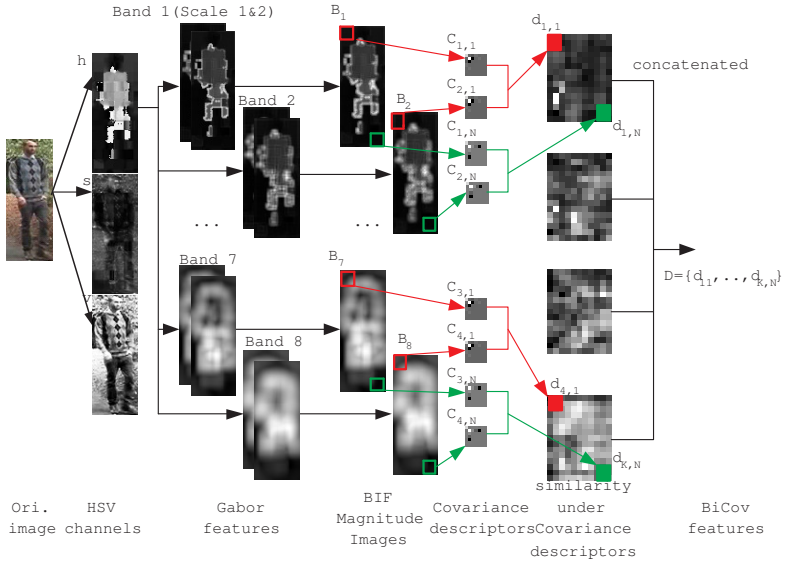 Band 1(Scale 1&2)
B1
d1,1
h
C1,1
concatenated
C2,1
Band 2
B2
C1,N
d1,N
s
C2,N
...
...
Band 7
B7
D={d11,..,dK,N}
C3,1
v
Band 8
B8
C4,1
C3,N
d4,1
C4,N
dK,N
Ori.
image
HSV
channels
Gabor
features
BIF
Magnitude
Images
Covariance
descriptors
similarity
under
Covariance
descriptors
BiCov
features